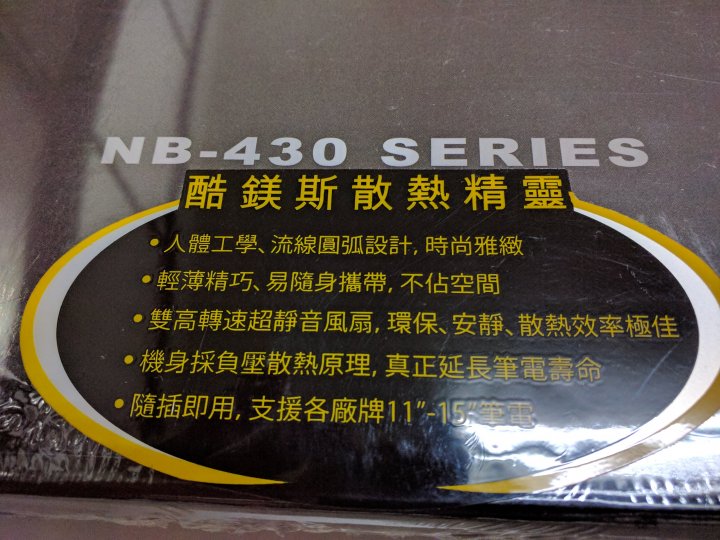 NB-430 SERIES
酷鎂斯散熱精靈
•人體工學、流線圓弧設計, 時尚雅緻
•輕薄精巧、易隨身攜帶, 不佔空間
•雙高轉速超靜音風扇, 環保、安靜、散熱效率極佳
•機身採負壓散熱原理, 真正延長筆電壽命
•隨插即用, 支援各廠牌11"-15"筆電